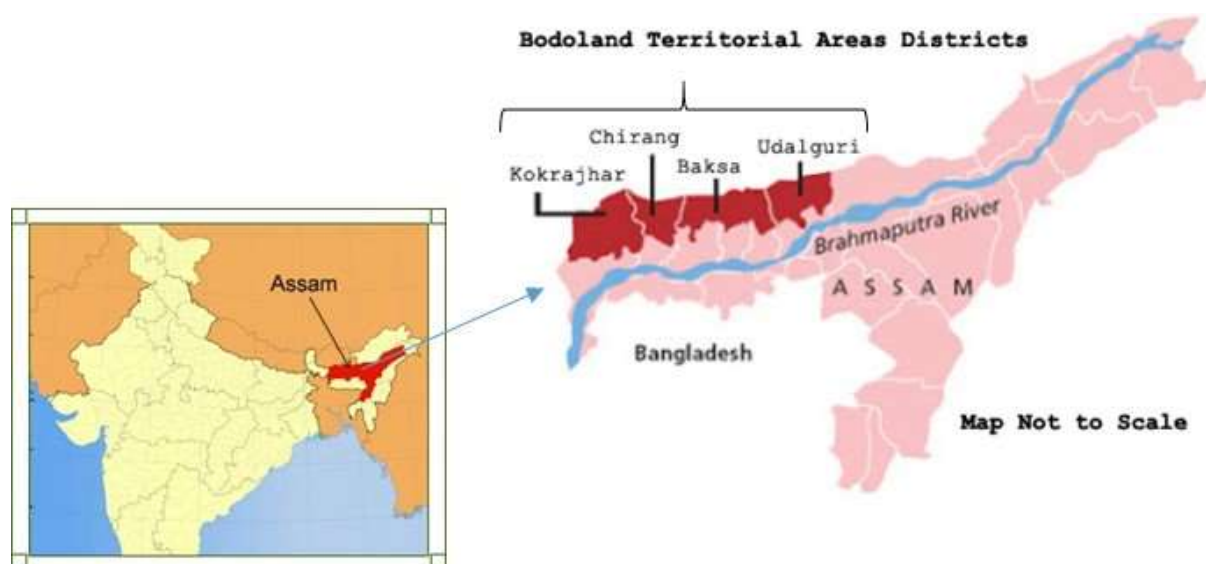 Bodoland Territorial Areas Districts
Chirang
Udalguri
Baksa
Kokrajhar
Brahmaputra River
Assam
A S S A M
Bangladesh
Map Not to Scale